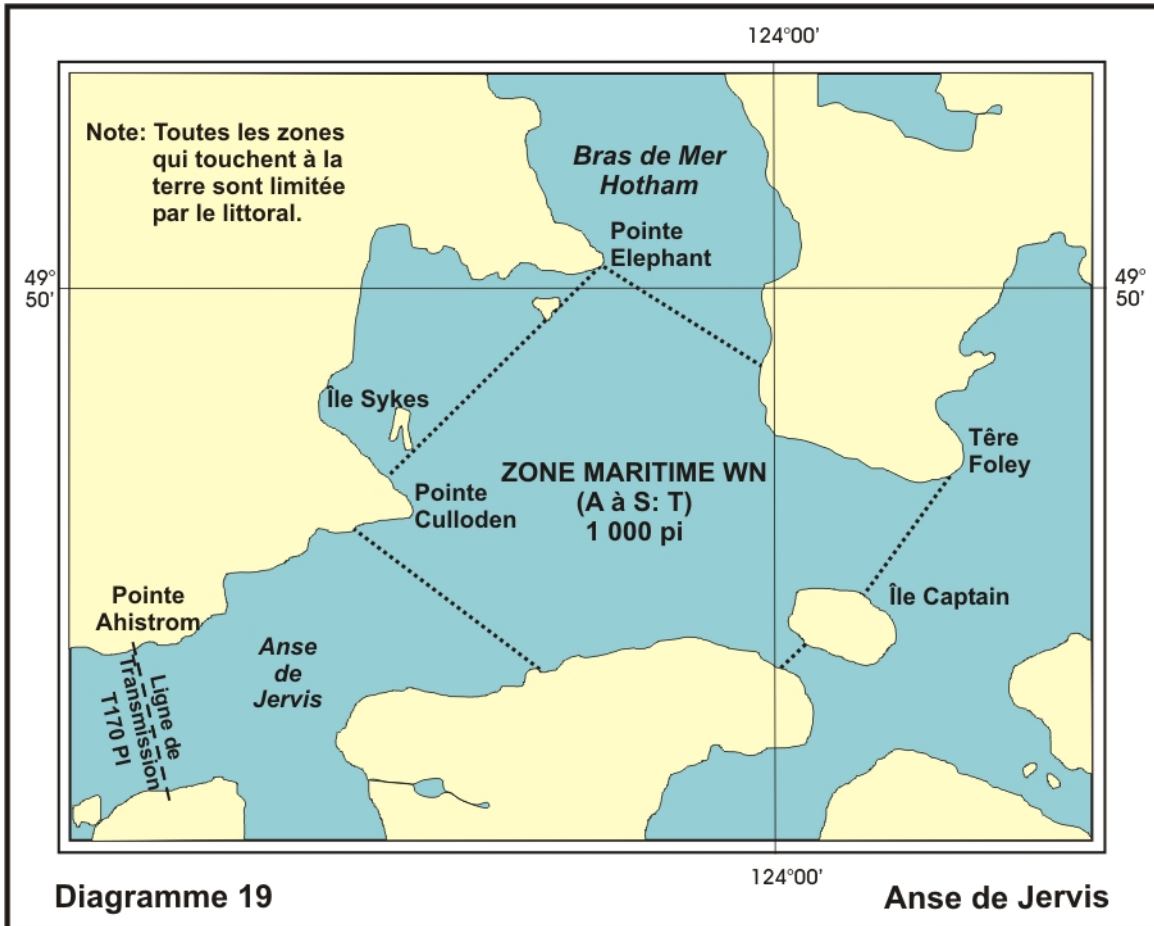 124°00'
Note: Toutes les zones
qui touchent à la
terre sont limitée
par le littoral.
Bras de Mer
Hotham
Pointe
Elephant
49°
50'
49°
50'
Île Sykes
Têre
Foley
ZONE MARITIME WN
(A à S: T)
1 000 pi
Pointe
Culloden
Pointe
Ahistrom
Île Captain
Anse
de
Jervis
Ligne de
Transmission
T170 PI
124°00'
Diagramme 19
Anse de Jervis